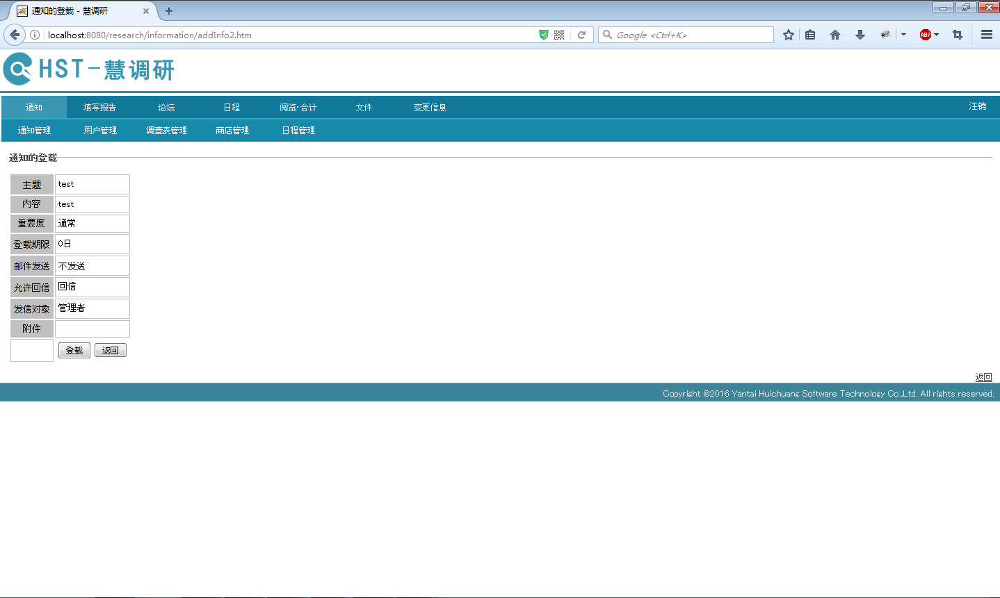 通知的登载 - 慧调研
localhost:8080/research/information/addInfo2.htm
Google <Ctrl+K>
ABP
HST-慧调研
通知 填写报告 论坛 日程 阅览·合计 文件 变更信息 注销
通知管理 用户管理 调查表管理 商店管理 日程管理
通知的登载
主题 test
内容 test
重要度 通常
登载期限 0日
邮件发送 不发送
允许回信 回信
发信对象 管理者
附件
登载 返回
返回
Copyright ©2016 Yantai Huichuang Software Technology Co.,Ltd. All rights reserved.